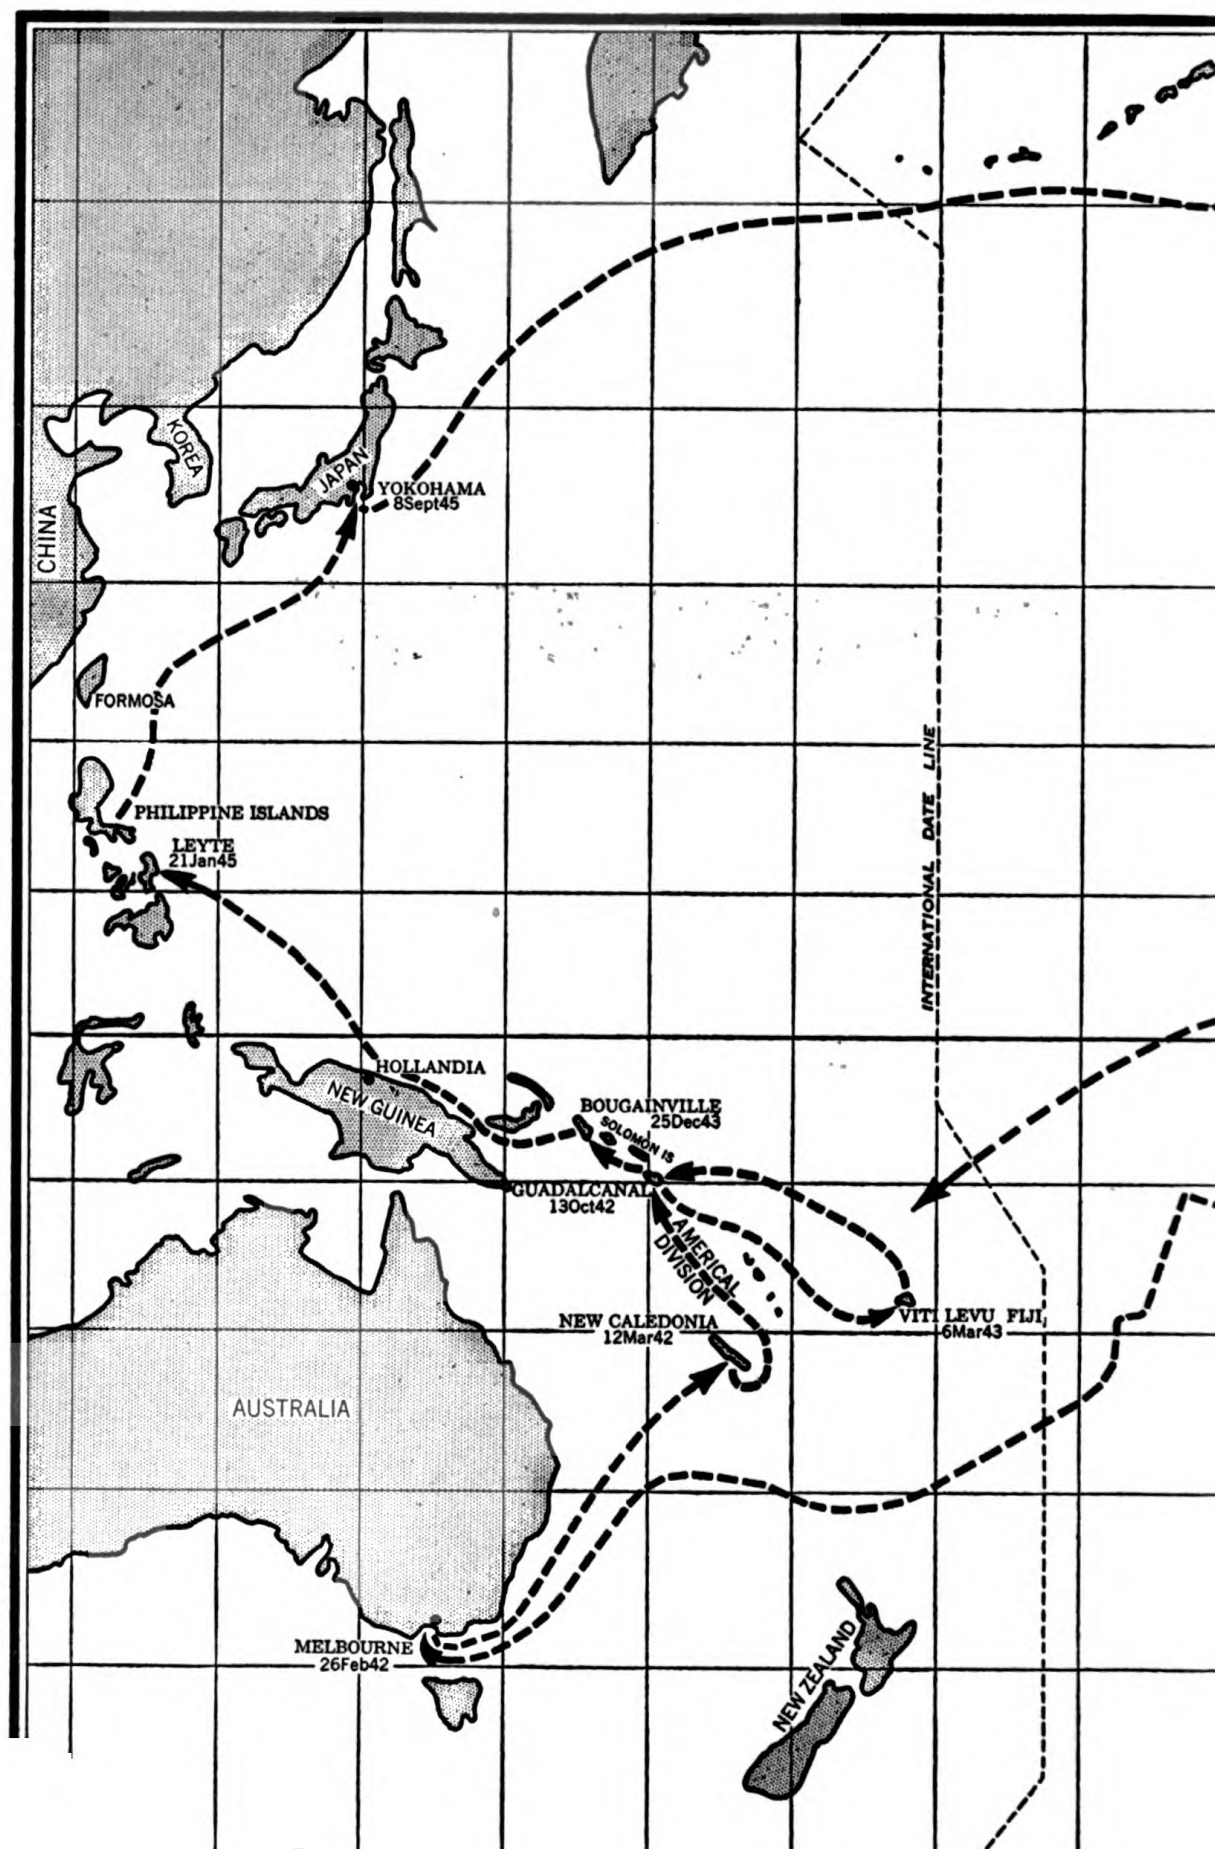 KOREA
JAPAN
YOKOHAMA
8Sept45
CHINA
FORMOSA
INTERNATIONAL DATE LINE
PHILIPPINE ISLANDS
LEYTE
21Jan45
HOLLANDIA
NEW GUINEA
BOUGAINVILLE
25Dec43
SOLOMON IS
GUADALCANAL
13Oct42
AMERICAL
DIVISION
NEW CALEDONIA
12Mar42
VITI LEVU FIJI
6Mar43
AUSTRALIA
MELBOURNE
26Feb42
NEW ZEALAND